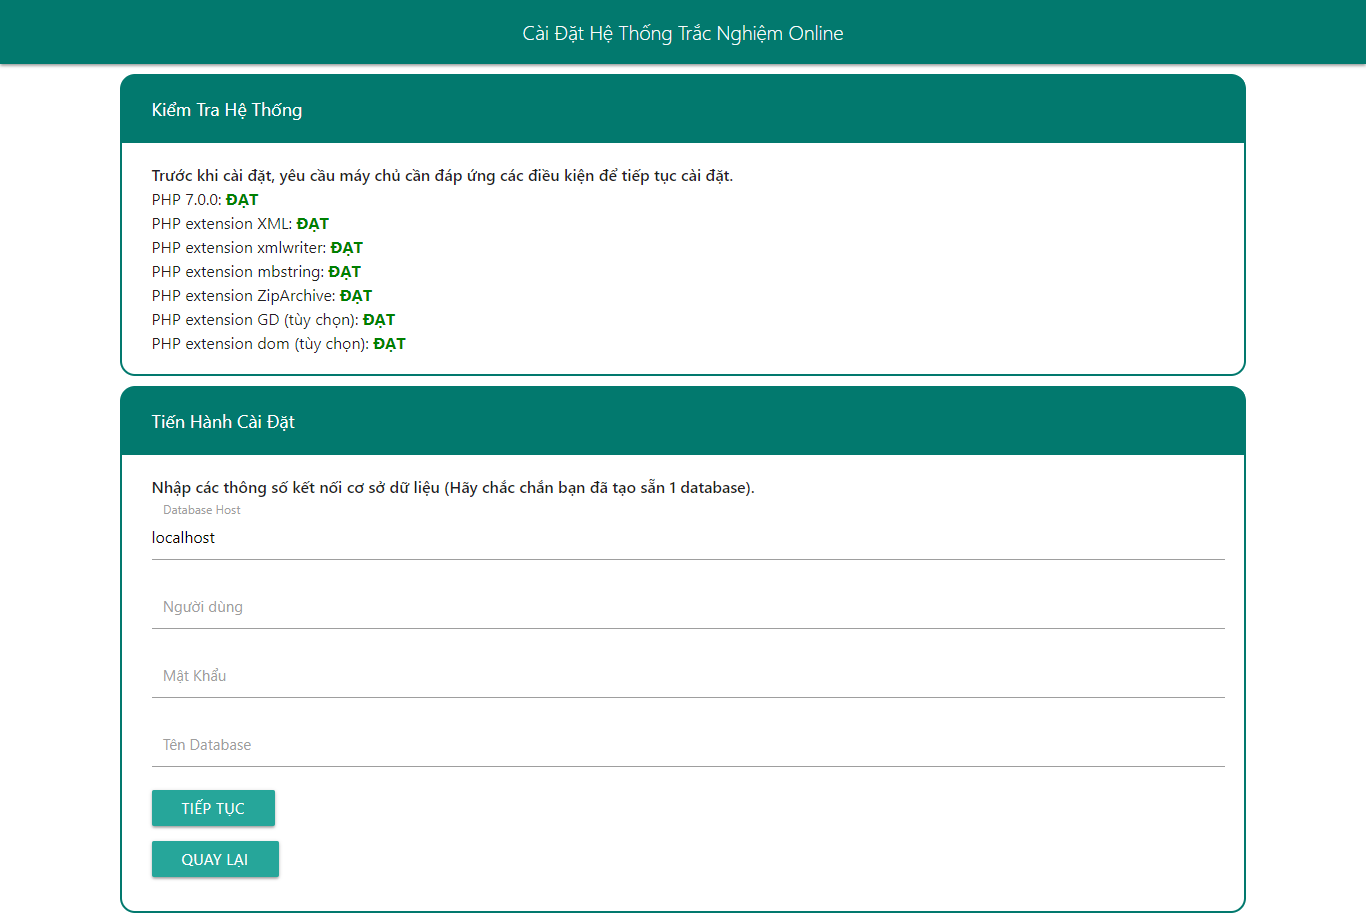 Cài Đặt Hệ Thống Trắc Nghiệm Online
Kiểm Tra Hệ Thống
Trước khi cài đặt, yêu cầu máy chủ cần đáp ứng các điều kiện để tiếp tục cài đặt.
PHP 7.0.0: ĐẠT
PHP extension XML: ĐẠT
PHP extension xmlwriter: ĐẠT
PHP extension mbstring: ĐẠT
PHP extension ZipArchive: ĐẠT
PHP extension GD (tùy chọn): ĐẠT
PHP extension dom (tùy chọn): ĐẠT
Tiến Hành Cài Đặt
Nhập các thông số kết nối cơ sở dữ liệu (Hãy chắc chắn bạn đã tạo sẵn 1 database).
Database Host
localhost
Người dùng
Mật Khẩu
Tên Database
TIẾP TỤC
QUAY LẠI